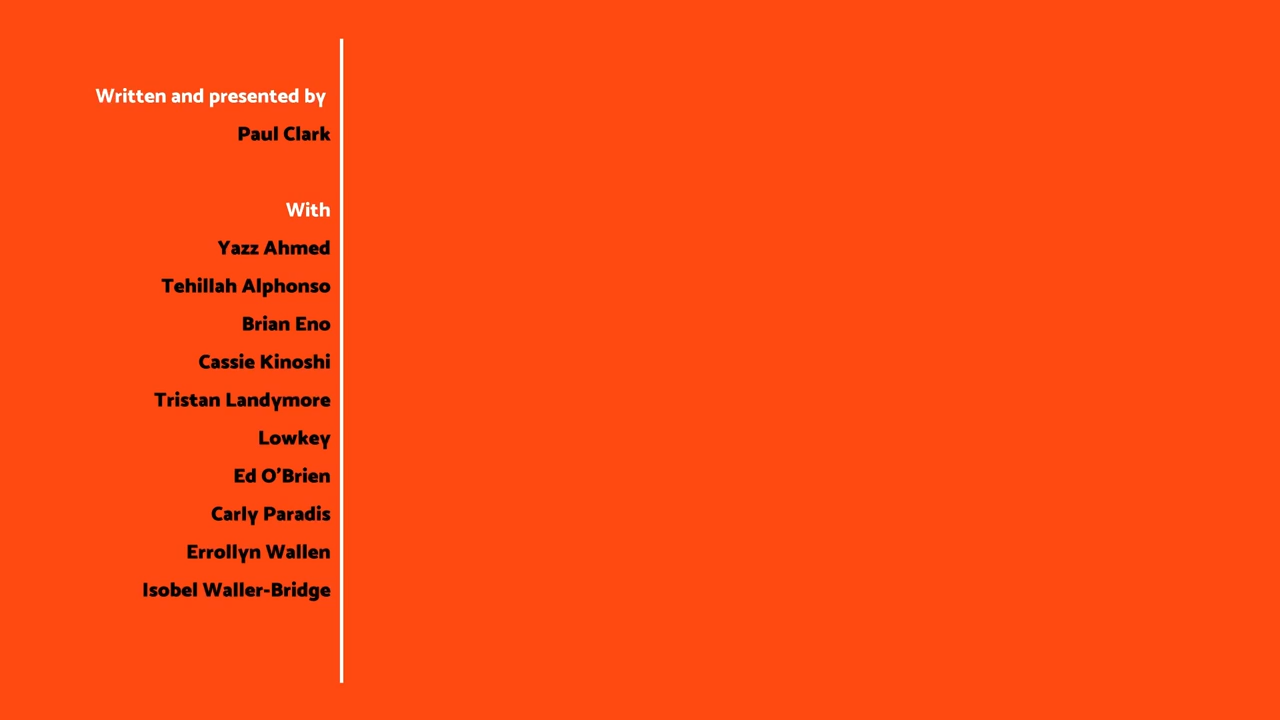 Written and presented by
Paul Clark
With
Yazz Ahmed
Tehillah Alphonso
Brian Eno
Cassie Kinoshi
Tristan Landymore
Lowkey
Ed O’Brien
Carly Paradis
Errollyn Wallen
Isobel Waller-Bridge